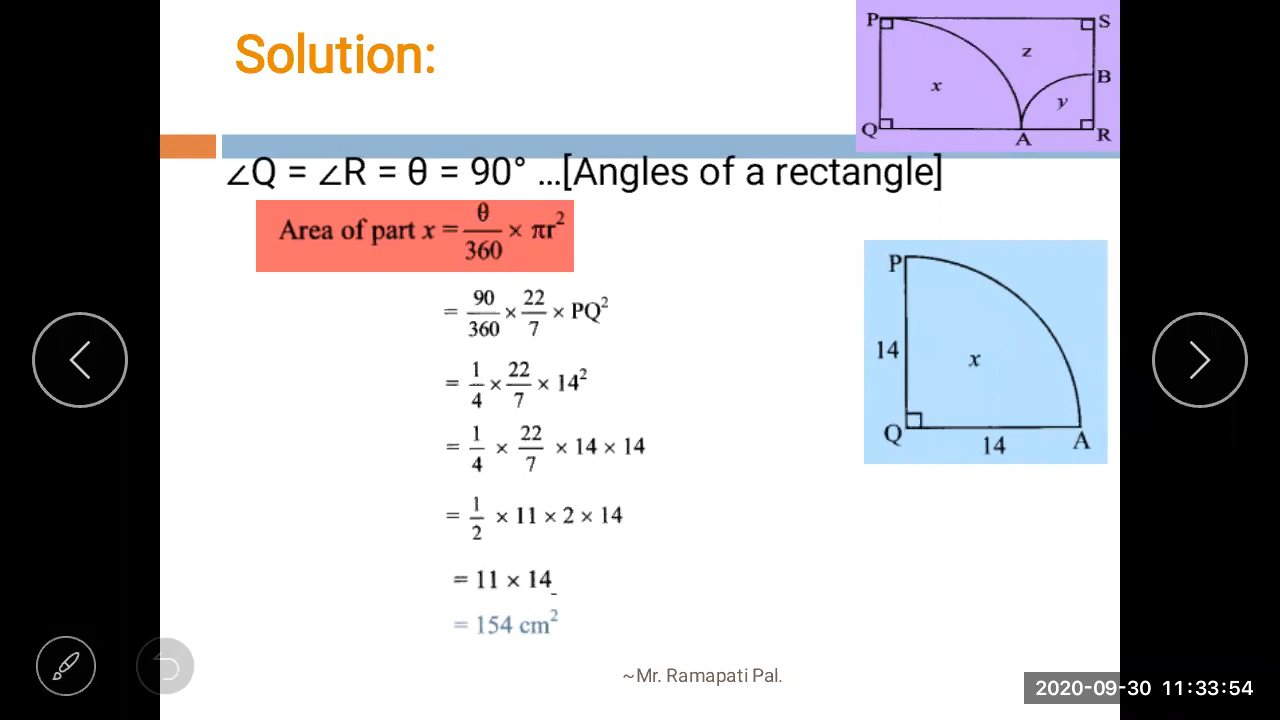 Solution:
P S
z
x B
y
Q A R
∠Q = ∠R = θ = 90° ...[Angles of a rectangle]
Area of part x = θ/360 × πr²
= 90/360 × 22/7 × PQ²
= 1/4 × 22/7 × 14²
= 1/4 × 22/7 × 14 × 14
= 1/2 × 11 × 2 × 14
= 11 × 14
= 154 cm²
P
14 x
Q 14 A
~Mr. Ramapati Pal.
2020-09-30 11:33:54